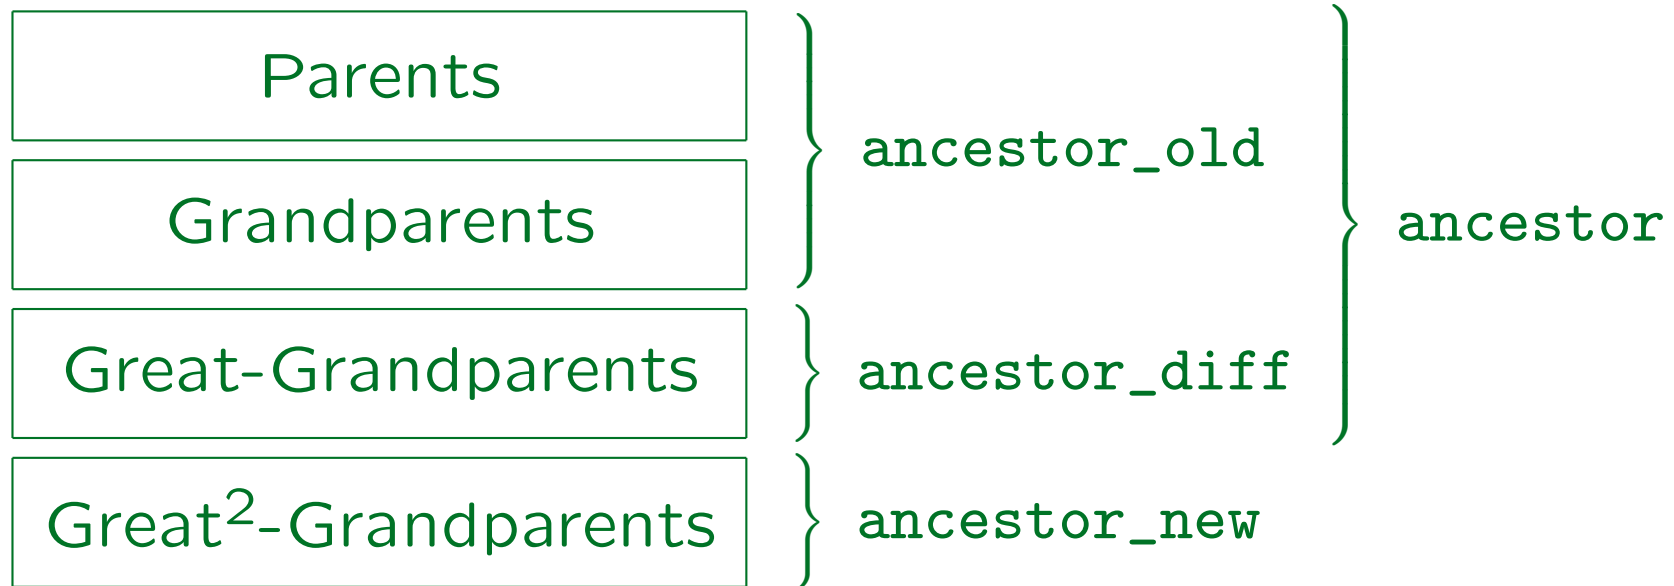 Parents
ancestor_old
Grandparents
ancestor
Great-Grandparents
ancestor_diff
Great²-Grandparents
ancestor_new